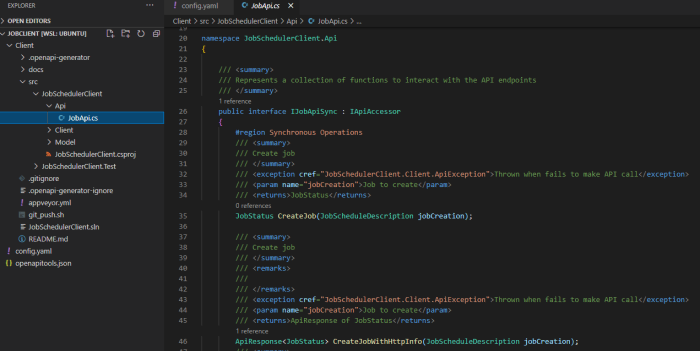 EXPLORER
...
OPEN EDITORS
JOBCLIENT [WSL: UBUNTU]
Client
.openapi-generator
docs
src
JobSchedulerClient
Api
JobApi.cs
Client
Model
JobSchedulerClient.csproj
JobSchedulerClient.Test
.gitignore
.openapi-generator-ignore
appveyor.yml
git_push.sh
JobSchedulerClient.sln
README.md
config.yaml
openapitools.json
! config.yaml
JobApi.cs ×
Client > src > JobSchedulerClient > Api > JobApi.cs > ...
19
20 namespace JobSchedulerClient.Api
21 {
22
23 /// <summary>
24 /// Represents a collection of functions to interact with the API endpoints
25 /// </summary>
1 reference
26 public interface IJobApiSync : IApiAccessor
27 {
28 #region Synchronous Operations
29 /// <summary>
30 /// Create job
31 /// </summary>
32 /// <exception cref="JobSchedulerClient.Client.ApiException">Thrown when fails to make API call</exception>
33 /// <param name="jobCreation">Job to create</param>
34 /// <returns>JobStatus</returns>
0 references
35 JobStatus CreateJob(JobScheduleDescription jobCreation);
36
37 /// <summary>
38 /// Create job
39 /// </summary>
40 /// <remarks>
41 ///
42 /// </remarks>
43 /// <exception cref="JobSchedulerClient.Client.ApiException">Thrown when fails to make API call</exception>
44 /// <param name="jobCreation">Job to create</param>
45 /// <returns>ApiResponse of JobStatus</returns>
1 reference
46 ApiResponse<JobStatus> CreateJobWithHttpInfo(JobScheduleDescription jobCreation);